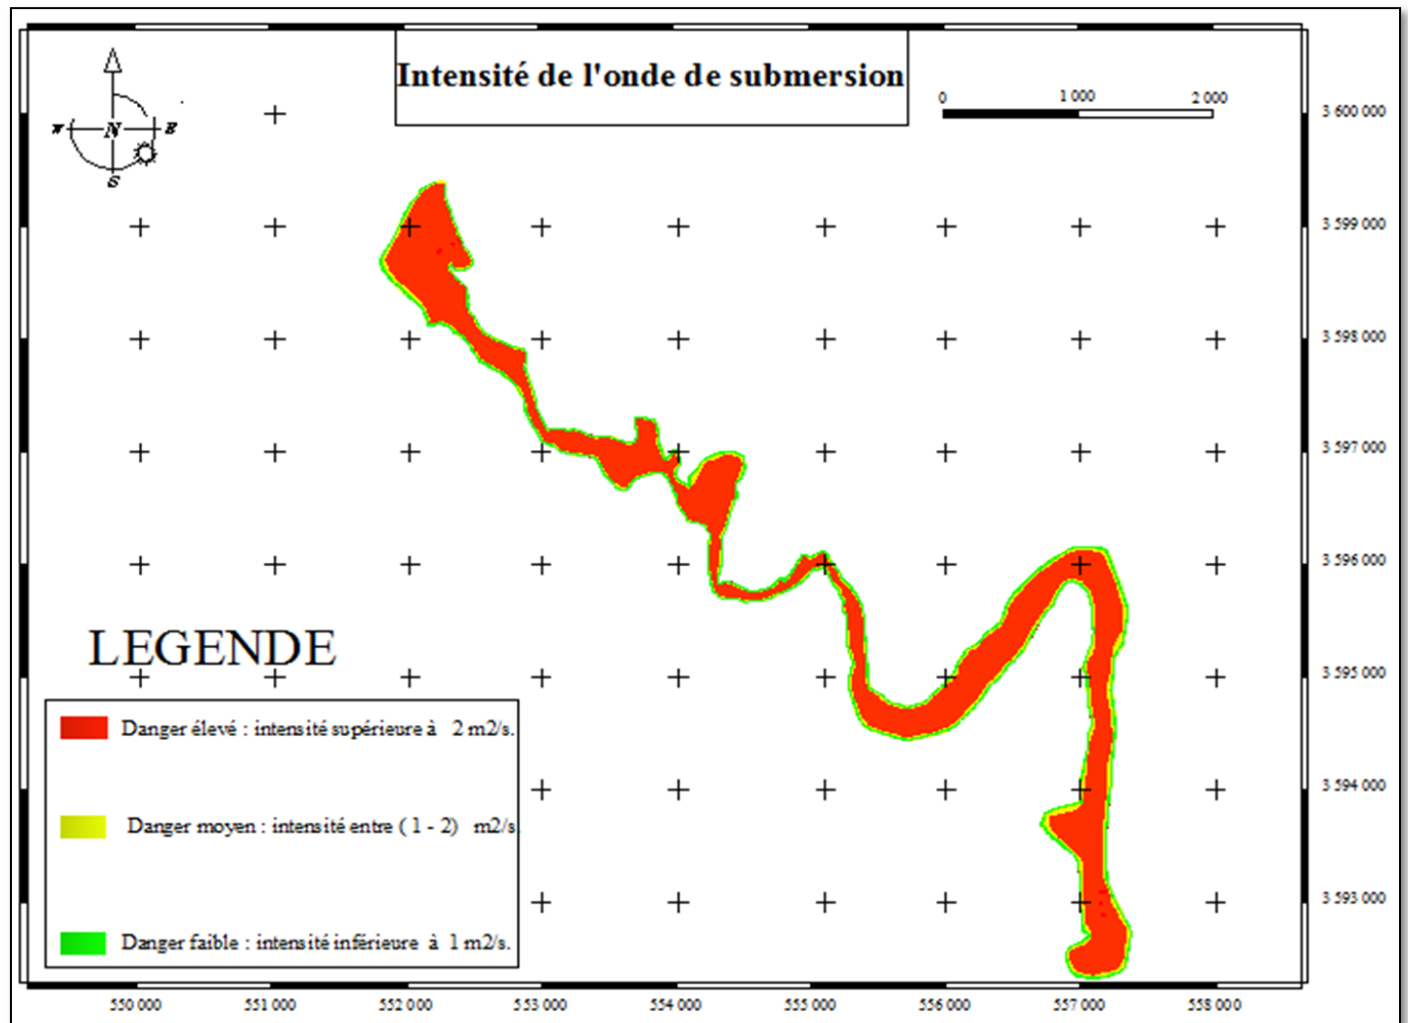 Intensité de l'onde de submersion
0 1 000 2 000
W N E
S
3 600 000
3 599 000
3 598 000
3 597 000
3 596 000
3 595 000
3 594 000
3 593 000
LEGENDE
Danger élevé : intensité supérieure à 2 m2/s.
Danger moyen : intensité entre ( 1 - 2) m2/s
Danger faible : intensité inférieure à 1 m2/s.
550 000 551 000 552 000 553 000 554 000 555 000 556 000 557 000 558 000